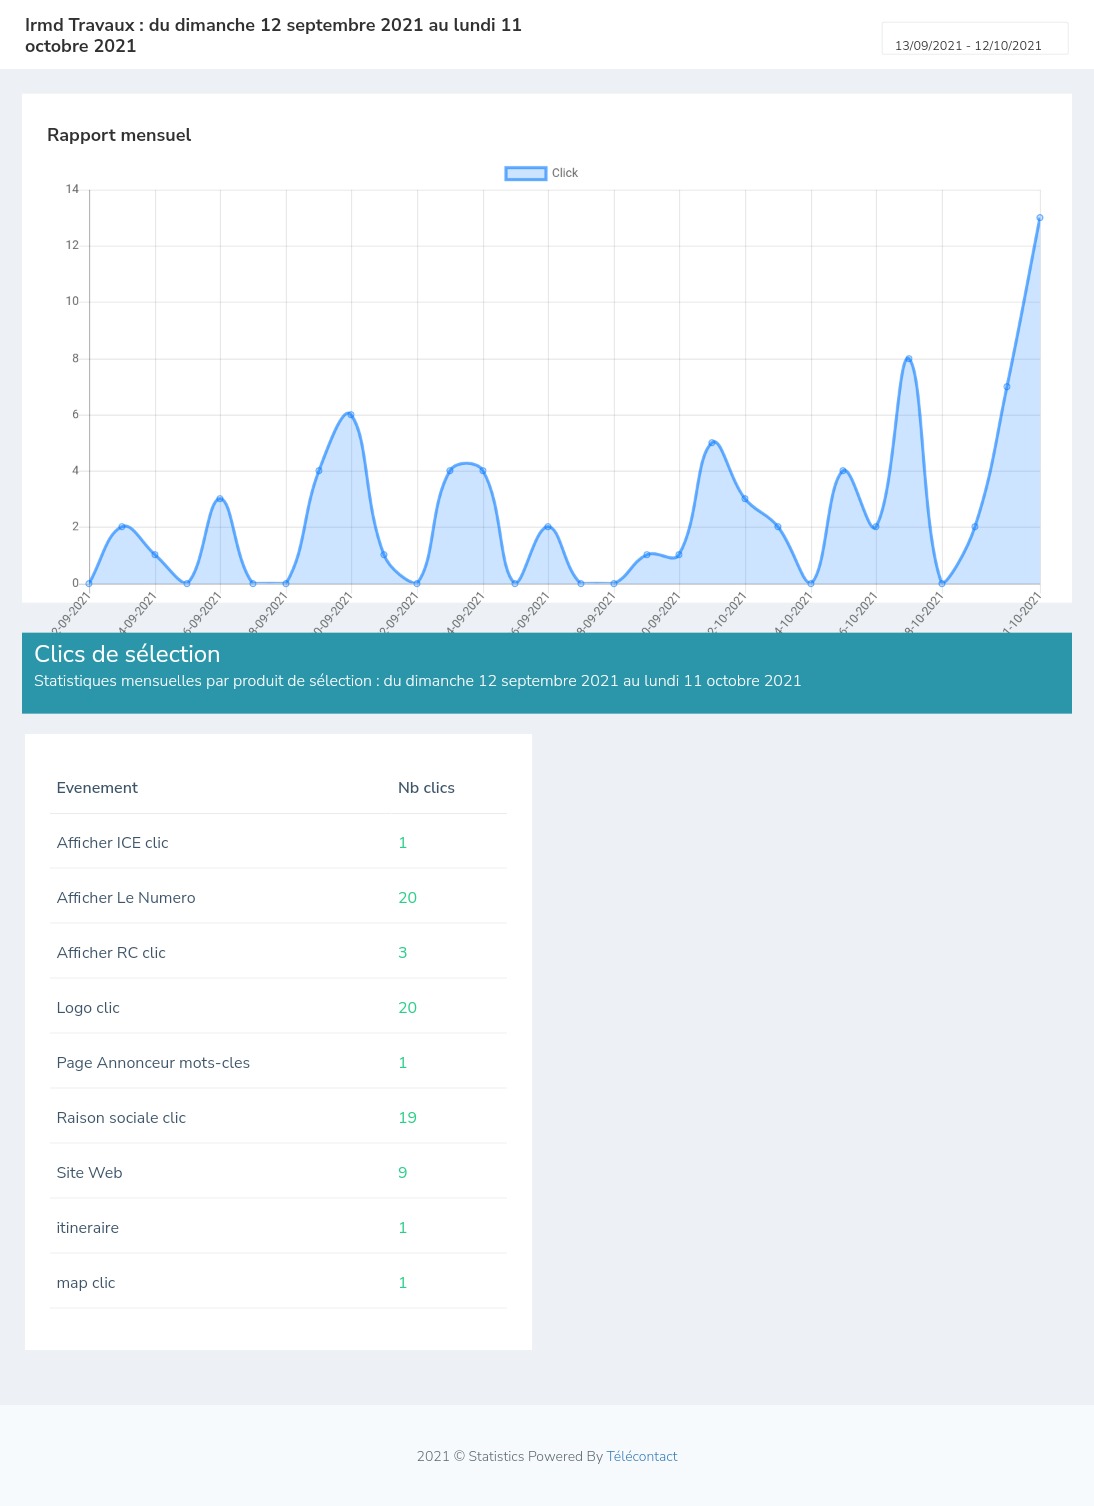 Irmd Travaux : du dimanche 12 septembre 2021 au lundi 11
octobre 2021
13/09/2021 - 12/10/2021
Rapport mensuel
Click
14
12
10
8
6
4
2
0
2-09-2021
4-09-2021
6-09-2021
8-09-2021
0-09-2021
2-09-2021
4-09-2021
6-09-2021
8-09-2021
0-09-2021
2-10-2021
4-10-2021
6-10-2021
8-10-2021
1-10-2021
Clics de sélection
Statistiques mensuelles par produit de sélection : du dimanche 12 septembre 2021 au lundi 11 octobre 2021
Evenement Nb clics
Afficher ICE clic 1
Afficher Le Numero 20
Afficher RC clic 3
Logo clic 20
Page Annonceur mots-cles 1
Raison sociale clic 19
Site Web 9
itineraire 1
map clic 1
2021 © Statistics Powered By Télécontact